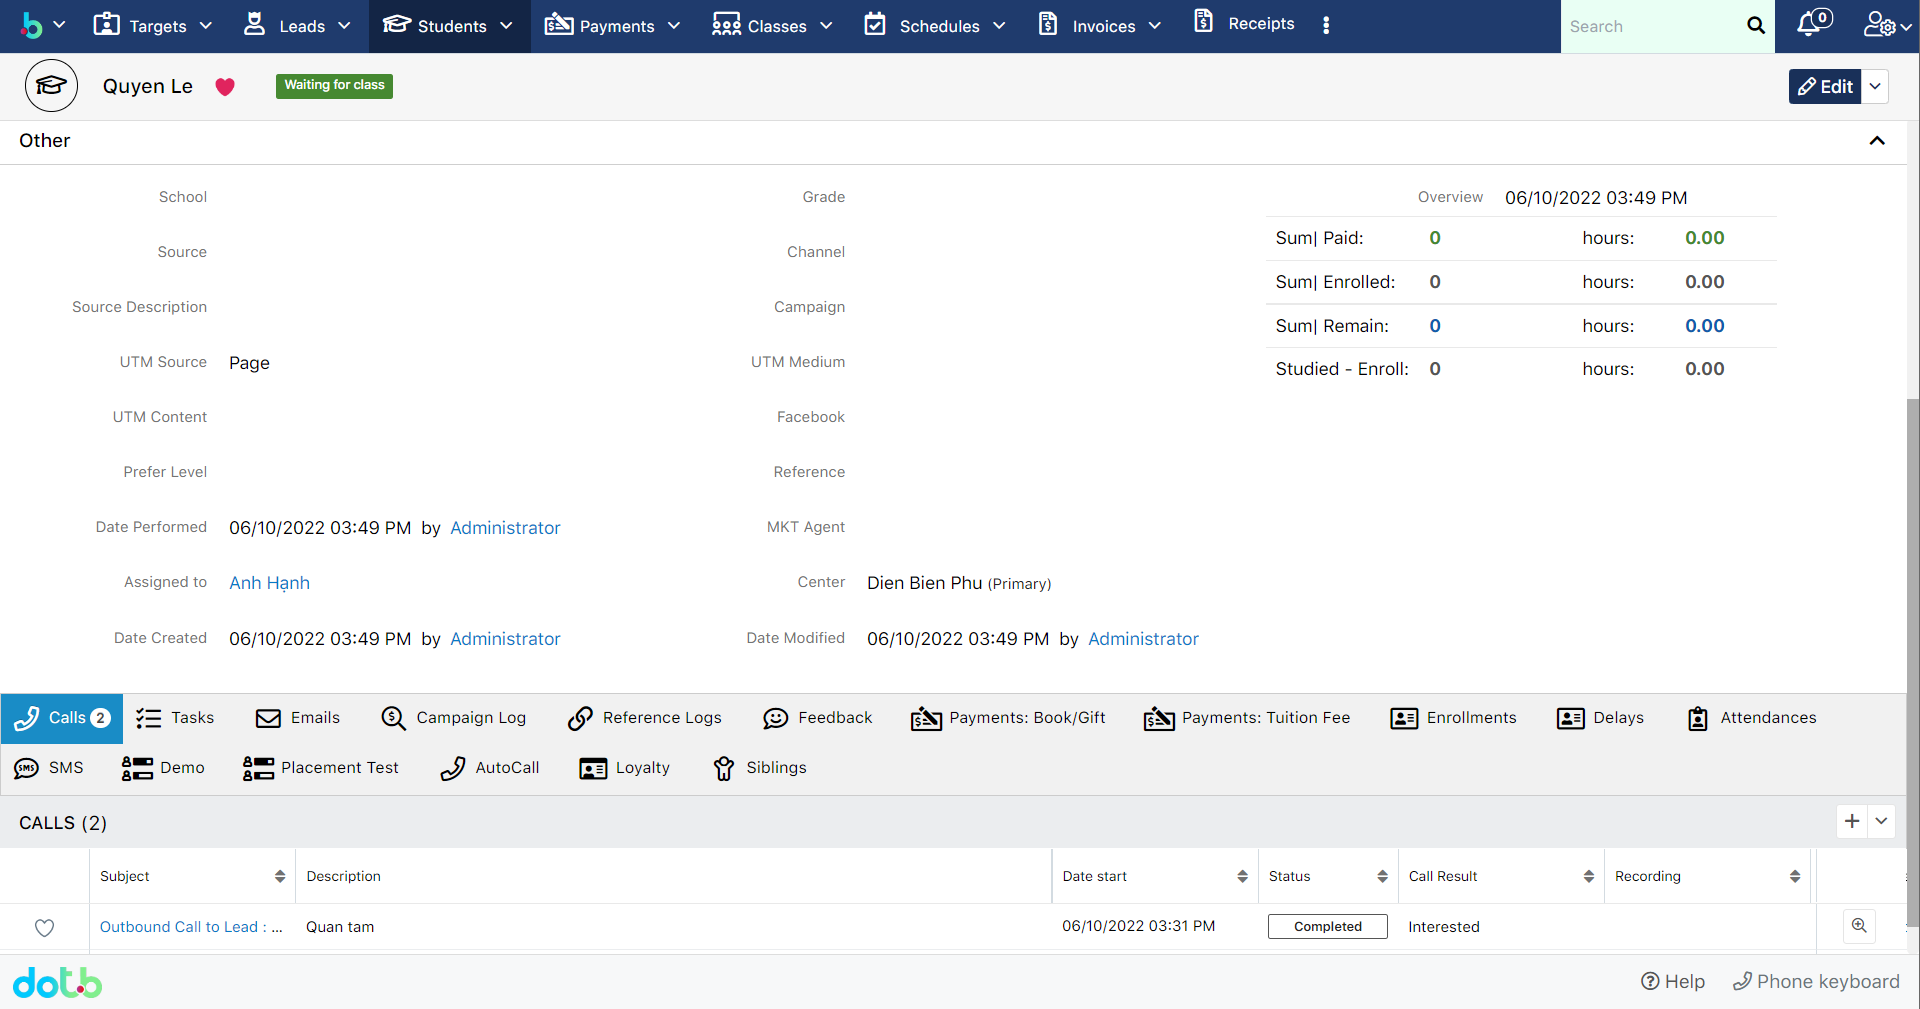 Targets Leads Students Payments Classes Schedules Invoices Receipts Search 0
Quyen Le Waiting for class Edit
Other
School Grade Overview 06/10/2022 03:49 PM
Sum| Paid: 0 hours: 0.00
Source Channel
Sum| Enrolled: 0 hours: 0.00
Source Description Campaign
Sum| Remain: 0 hours: 0.00
UTM Source Page UTM Medium
Studied - Enroll: 0 hours: 0.00
UTM Content Facebook
Prefer Level Reference
Date Performed 06/10/2022 03:49 PM by Administrator MKT Agent
Assigned to Anh Hạnh Center Dien Bien Phu (Primary)
Date Created 06/10/2022 03:49 PM by Administrator Date Modified 06/10/2022 03:49 PM by Administrator
Calls 2 Tasks Emails Campaign Log Reference Logs Feedback Payments: Book/Gift Payments: Tuition Fee Enrollments Delays Attendances
SMS SMS Demo Placement Test AutoCall Loyalty Siblings
CALLS (2)
Subject Description Date start Status Call Result Recording
Outbound Call to Lead : ... Quan tam 06/10/2022 03:31 PM Completed Interested
dotb Help Phone keyboard